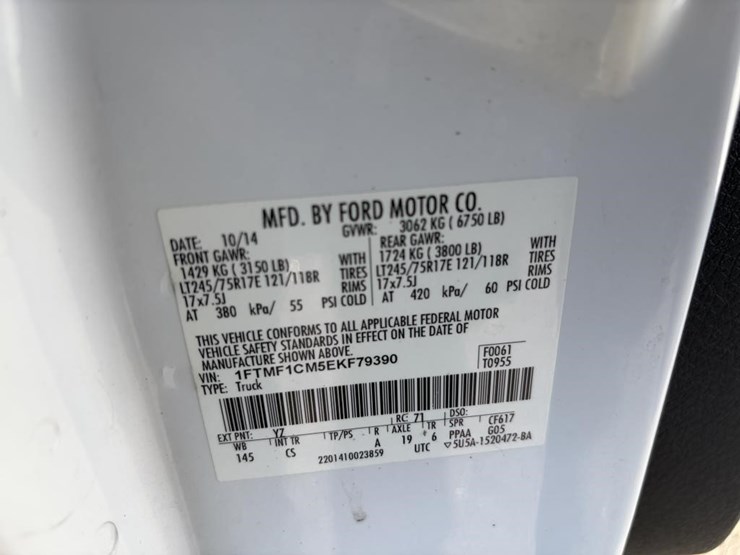 MFD. BY FORD MOTOR CO.
DATE: 10/14 GVWR: 3062 KG ( 6750 LB)
FRONT GAWR: REAR GAWR:
1429 KG ( 3150 LB) WITH 1724 KG ( 3800 LB) WITH
LT245/75R17E 121/118R TIRES LT245/75R17E 121/118R TIRES
17x7.5J RIMS 17x7.5J RIMS
AT 380 kPa/ 55 PSI COLD AT 420 kPa/ 60 PSI COLD
THIS VEHICLE CONFORMS TO ALL APPLICABLE FEDERAL MOTOR
VEHICLE SAFETY STANDARDS IN EFFECT ON THE DATE OF
MANUFACTURE SHOWN ABOVE.
VIN: 1FTMF1CM5EKF79390 F0061
TYPE: Truck T0955
EXT PNT: YZ RC: 71 DSO: CF617
WB INT TR TP/PS R AXLE TR SPR G05
145 CS A 19 6 PPAA
2201410023859 UTC ▽5U5A-1520472-BA